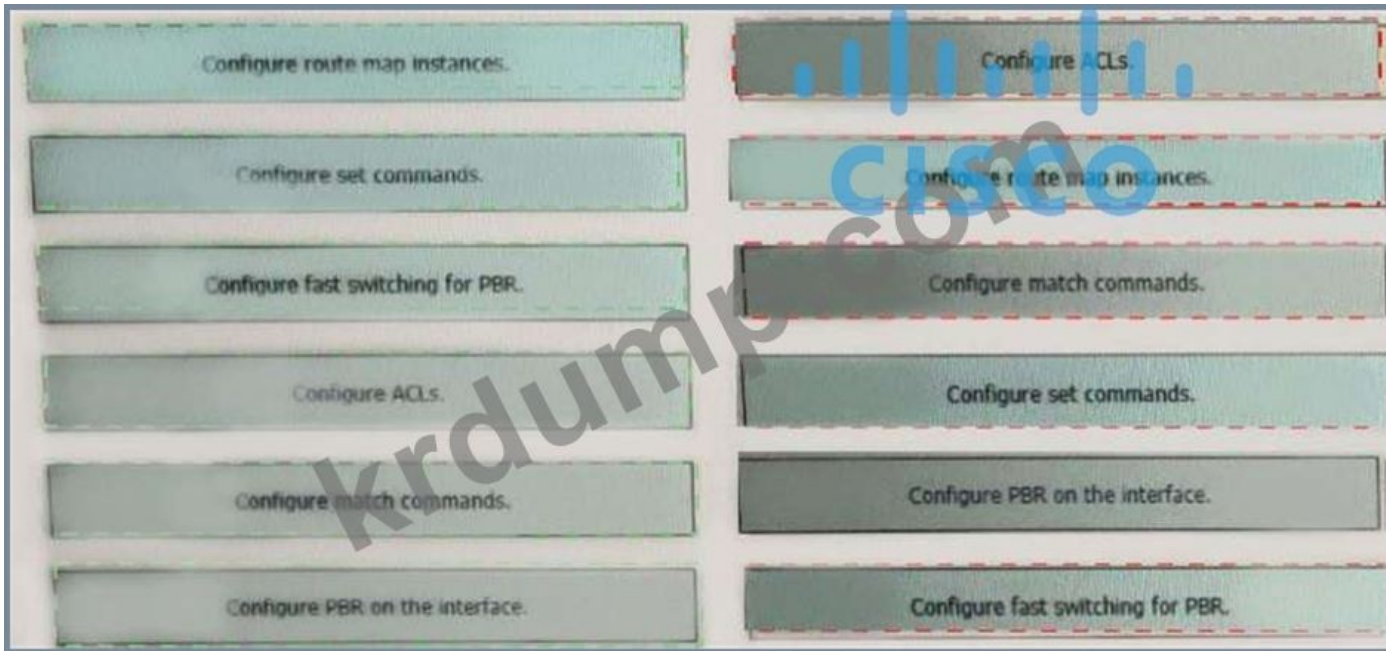 Configure route map instances.
Configure set commands.
Configure fast switching for PBR.
Configure ACLs.
Configure match commands.
Configure PBR on the interface.
Configure ACLs.
Configure route map instances.
Configure match commands.
Configure set commands.
Configure PBR on the interface.
Configure fast switching for PBR.
CISCO
krdump.com